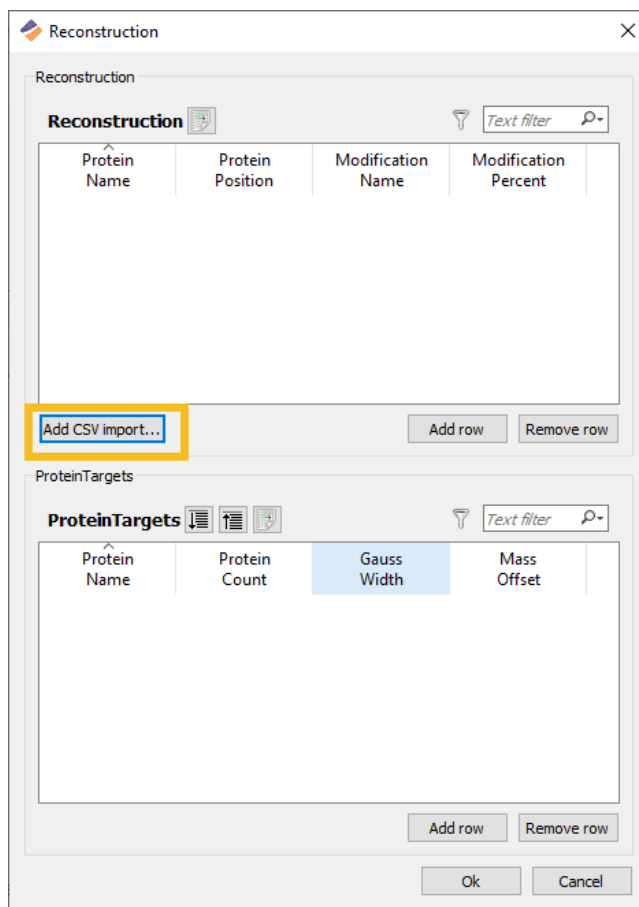 Reconstruction
Reconstruction
Reconstruction
Text filter
Protein Name
Protein Position
Modification Name
Modification Percent
Add CSV import...
Add row
Remove row
ProteinTargets
ProteinTargets
Text filter
Protein Name
Protein Count
Gauss Width
Mass Offset
Add row
Remove row
Ok
Cancel